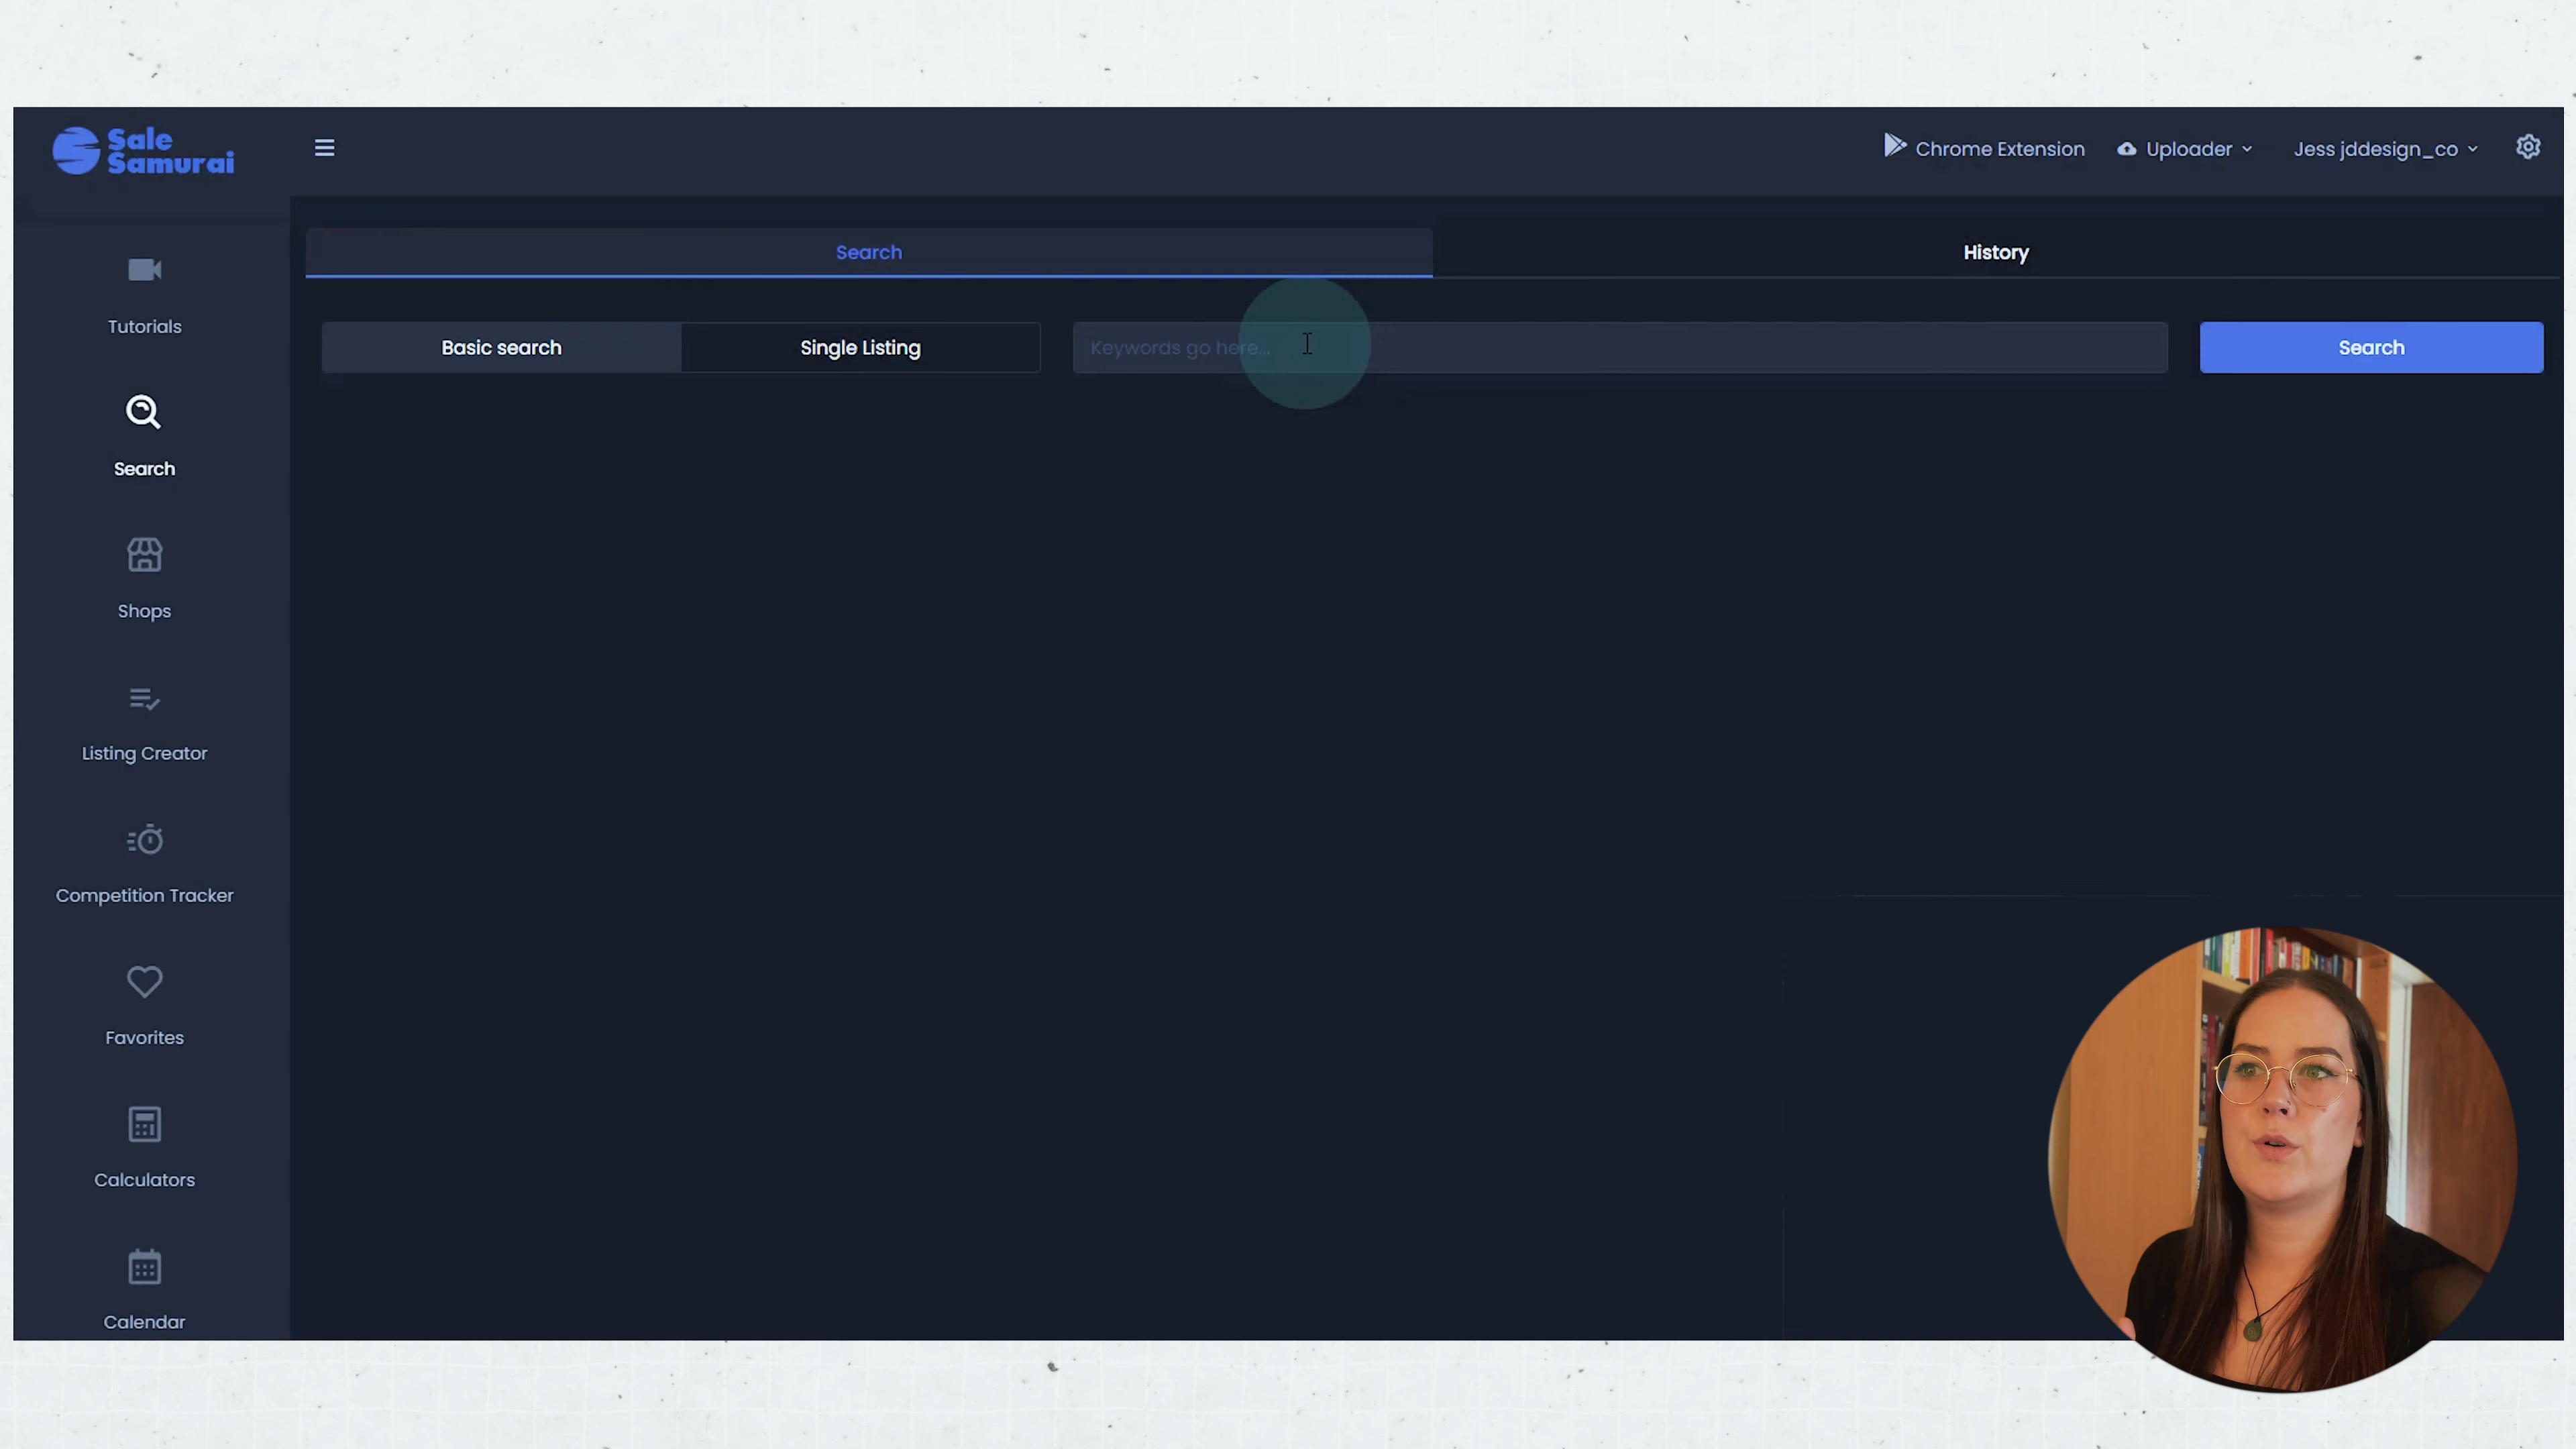 Sale
Samurai
Chrome Extension
Uploader
Jess jddesign_co
Search
History
Basic search
Single Listing
Keywords go here...
Search
Tutorials
Search
Shops
Listing Creator
Competition Tracker
Favorites
Calculators
Calendar